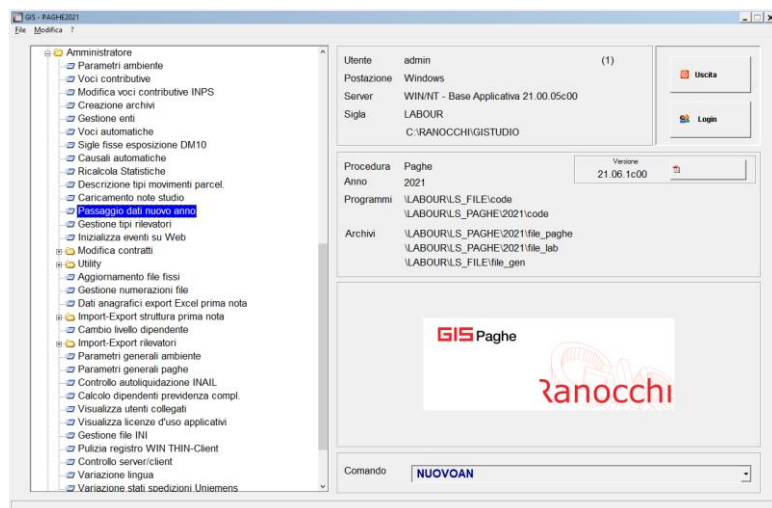 GIS - PAGHE2021
File Modifica ?
Amministratore
Parametri ambiente
Voci contributive
Modifica voci contributive INPS
Creazione archivi
Gestione enti
Voci automatiche
Sigle fisse esposizione DM10
Causali automatiche
Ricalcola Statistiche
Descrizione tipi movimenti parcel.
Caricamento note studio
Passaggio dati nuovo anno
Gestione tipi rilevatori
Inizializza eventi su Web
Modifica contratti
Utility
Aggiornamento file fissi
Gestione numerazioni file
Dati anagrafici export Excel prima nota
Import-Export struttura prima nota
Cambio livello dipendente
Import-Export rilevatori
Parametri generali ambiente
Parametri generali paghe
Controllo autoliquidazione INAIL
Calcolo dipendenti previdenza compl.
Visualizza utenti collegati
Visualizza licenze d'uso applicativi
Gestione file INI
Pulizia registro WIN THIN-Client
Controllo server/client
Variazione lingua
Variazione stati spedizioni Uniemens
Utente admin (1)
Postazione Windows
Server WIN/NT - Base Applicativa 21.00.05c00
Sigla LABOUR
C:\RANOCCHI\GISTUDIO
Uscita
Login
Procedura Paghe
Anno 2021
Versione
21.06.1c00
Programmi \LABOUR\LS_FILE\code
\LABOUR\LS_PAGHE\2021\code
Archivi \LABOUR\LS_PAGHE\2021\file_paghe
\LABOUR\LS_PAGHE\2021\file_lab
\LABOUR\LS_FILE\file_gen
GIS Paghe
Ranocchi
Comando NUOVOAN